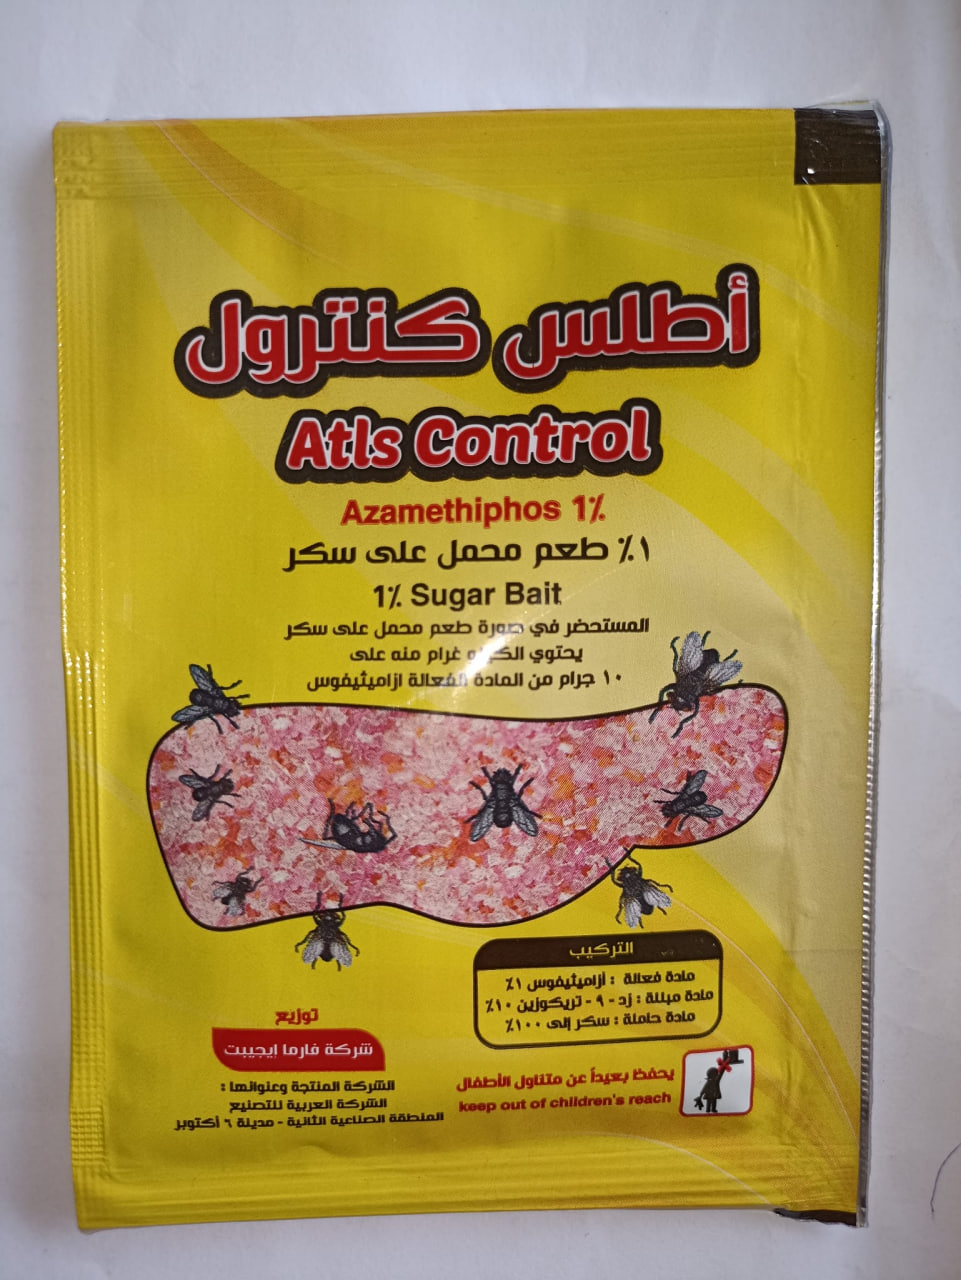 أطلس كنترول
Atls Control
Azamethiphos 1%
١٪ طعم محمل على سكر
1% Sugar Bait
المستحضر في صورة طعم محمل على سكر
يحتوي الكيلو غرام منه على
١٠ جرام من المادة الفعالة ازاميثيفوس
التركيب
مادة فعالة : أزاميثيفوس ١٪
مادة مبللة : زد - ٩ - تريكوزين ١٠٪
مادة حاملة : سكر إلى ١٠٠٪
توزيع
شركة فارما إيجيبت
الشركة المنتجة وعنوانها :
الشركة العربية للتصنيع
المنطقة الصناعية الثانية - مدينة ٦ أكتوبر
يحفظ بعيداً عن متناول الأطفال
keep out of children's reach